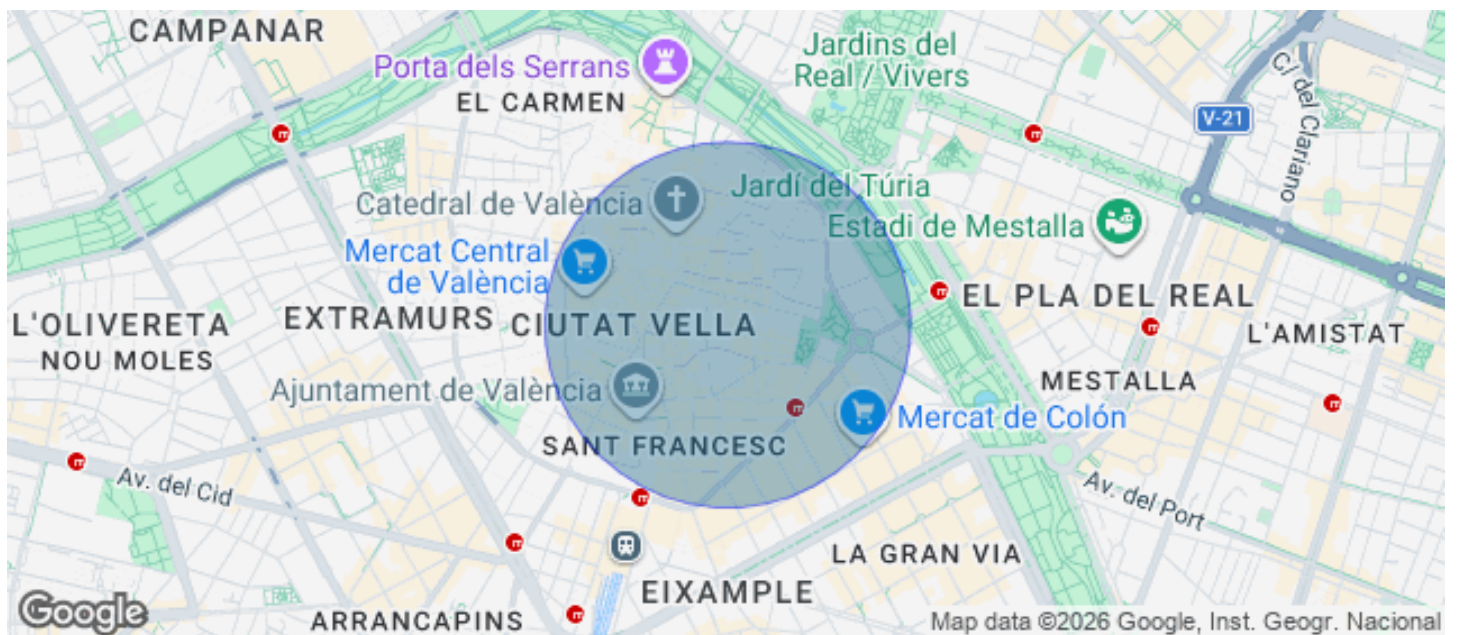 CAMPANAR
Porta dels Serrans
EL CARMEN
Jardins del
Real / Vivers
V-21
C/ del Clariano
Catedral de València
Jardí del Túria
Estadi de Mestalla
Mercat Central
de València
EL PLA DEL REAL
L'OLIVERETA
NOU MOLES
EXTRAMURS
CIUTAT VELLA
L'AMISTAT
Ajuntament de València
MESTALLA
Mercat de Colón
SANT FRANCESC
Av. del Cid
Av. del Port
LA GRAN VIA
EIXAMPLE
ARRANCAPINS
Google
Map data ©2026 Google, Inst. Geogr. Nacional